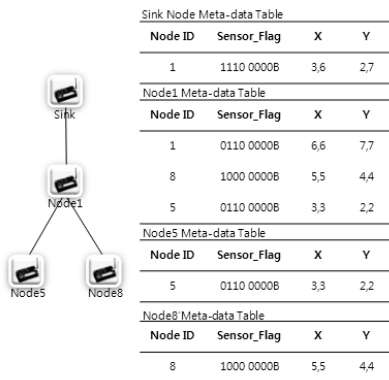 Sink Node Meta-data Table
Node ID Sensor_Flag X Y
1 1110 0000B 3,6 2,7
Node1 Meta-data Table
Node ID Sensor_Flag X Y
1 0110 0000B 6,6 7,7
8 1000 0000B 5,5 4,4
5 0110 0000B 3,3 2,2
Node5 Meta-data Table
Node ID Sensor_Flag X Y
5 0110 0000B 3,3 2,2
Node8'Meta-data Table
Node ID Sensor_Flag X Y
8 1000 0000B 5,5 4,4
Sink
Node1
Node5
Node8